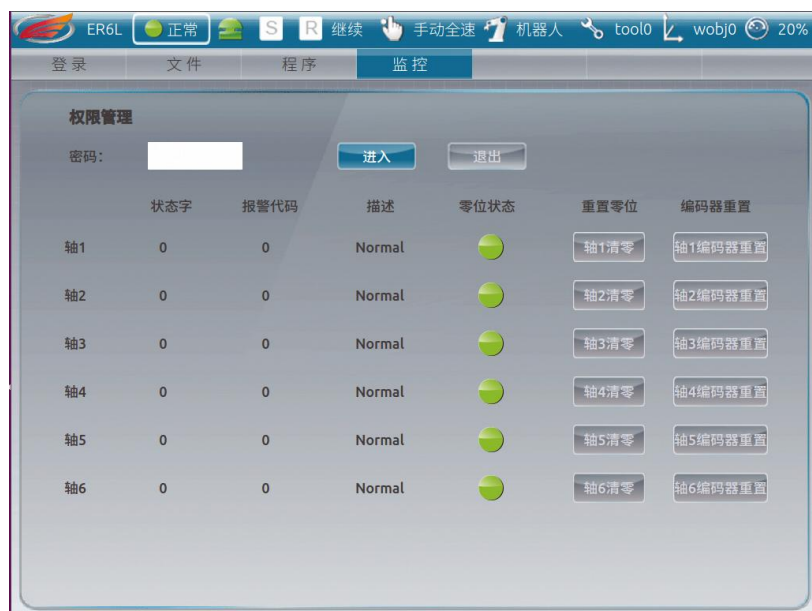 ER6L 正常 S R 继续 手动全速 机器人 tool0 wobj0 20%
登录 文件 程序 监控
权限管理
密码： 进入 退出
状态字 报警代码 描述 零位状态 重置零位 编码器重置
轴1 0 0 Normal 轴1清零 轴1编码器重置
轴2 0 0 Normal 轴2清零 轴2编码器重置
轴3 0 0 Normal 轴3清零 轴3编码器重置
轴4 0 0 Normal 轴4清零 轴4编码器重置
轴5 0 0 Normal 轴5清零 轴5编码器重置
轴6 0 0 Normal 轴6清零 轴6编码器重置